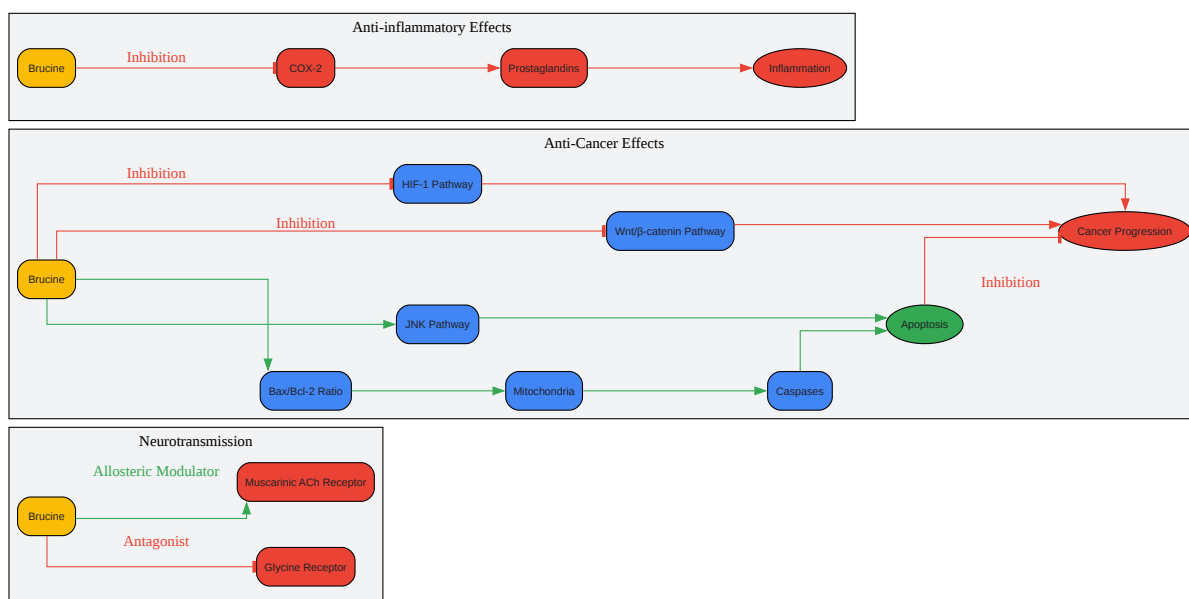 Anti-inflammatory Effects
Inhibition
Brucine
COX-2
Prostaglandins
Inflammation
Anti-Cancer Effects
Inhibition
HIF-1 Pathway
Inhibition
Wnt/β-catenin Pathway
Cancer Progression
Brucine
Inhibition
JNK Pathway
Apoptosis
Bax/Bcl-2 Ratio
Mitochondria
Caspases
Neurotransmission
Allosteric Modulator
Muscarinic ACh Receptor
Brucine
Antagonist
Glycine Receptor